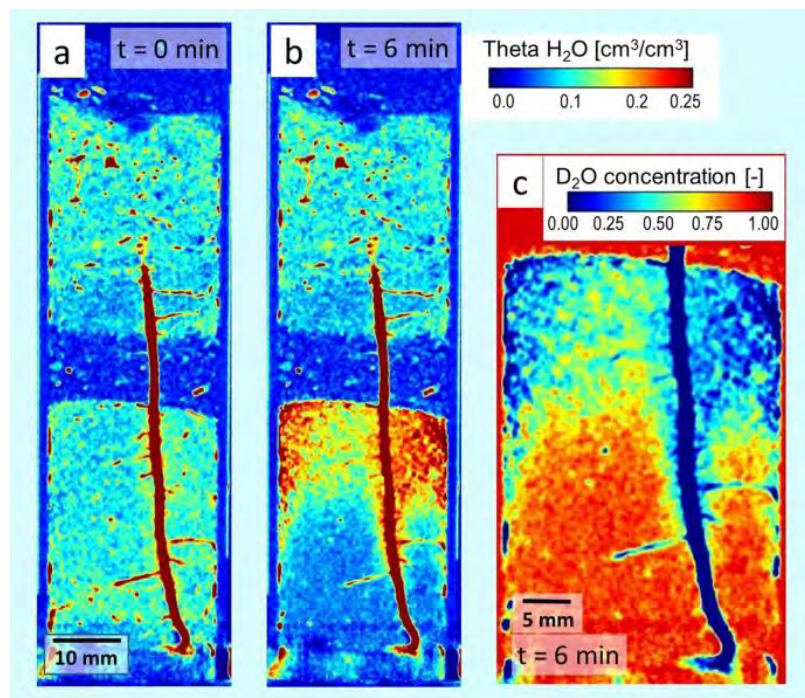 a
t = 0 min
b
t = 6 min
Theta H₂O [cm³/cm³]
0.0 0.1 0.2 0.25
c
D₂O concentration [-]
0.00 0.25 0.50 0.75 1.00
10 mm
5 mm
t = 6 min